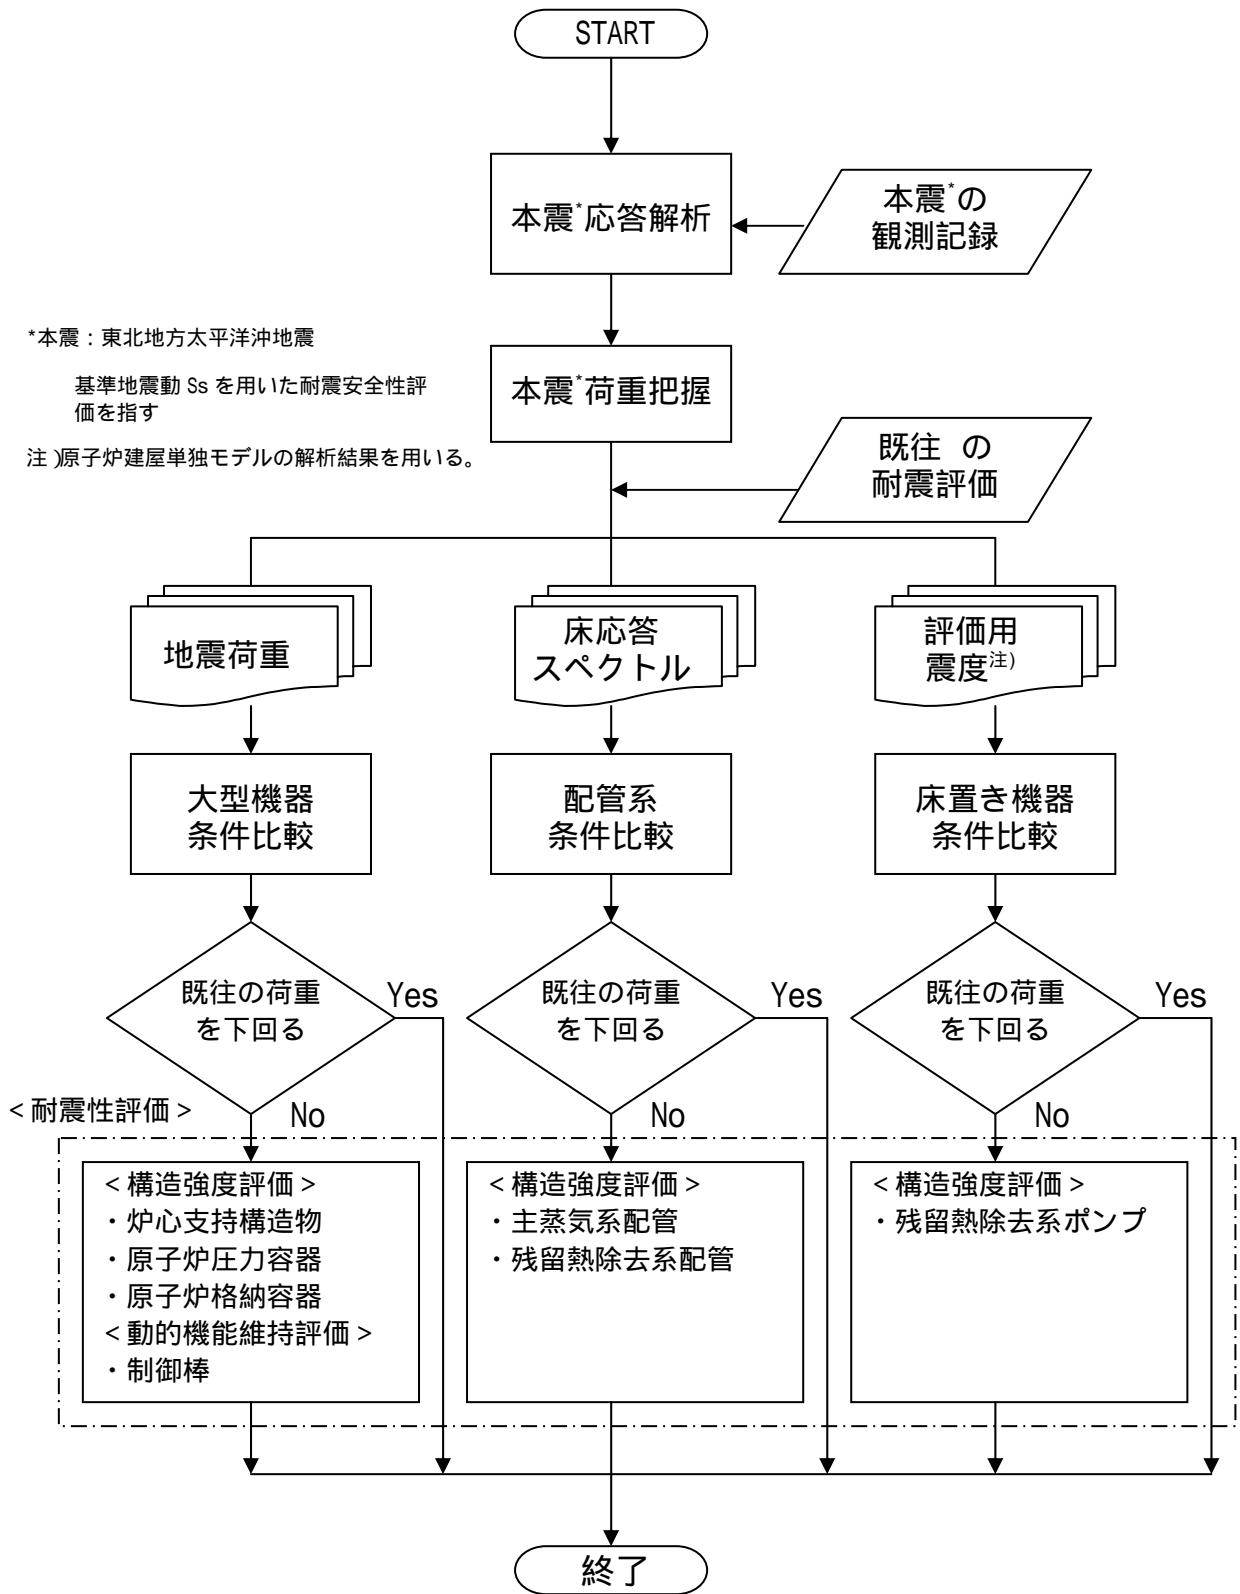 START
本震*応答解析
本震*の
観測記録
*本震：東北地方太平洋沖地震
基準地震動 Ss を用いた耐震安全性評
価を指す
注)原子炉建屋単独モデルの解析結果を用いる。
本震*荷重把握
既往 の
耐震評価
地震荷重
床応答
スペクトル
評価用
震度注)
大型機器
条件比較
配管系
条件比較
床置き機器
条件比較
既往の荷重
を下回る
Yes
既往の荷重
を下回る
Yes
既往の荷重
を下回る
Yes
<耐震性評価>
No
No
No
<構造強度評価>
・炉心支持構造物
・原子炉圧力容器
・原子炉格納容器
<動的機能維持評価>
・制御棒
<構造強度評価>
・主蒸気系配管
・残留熱除去系配管
<構造強度評価>
・残留熱除去系ポンプ
終了